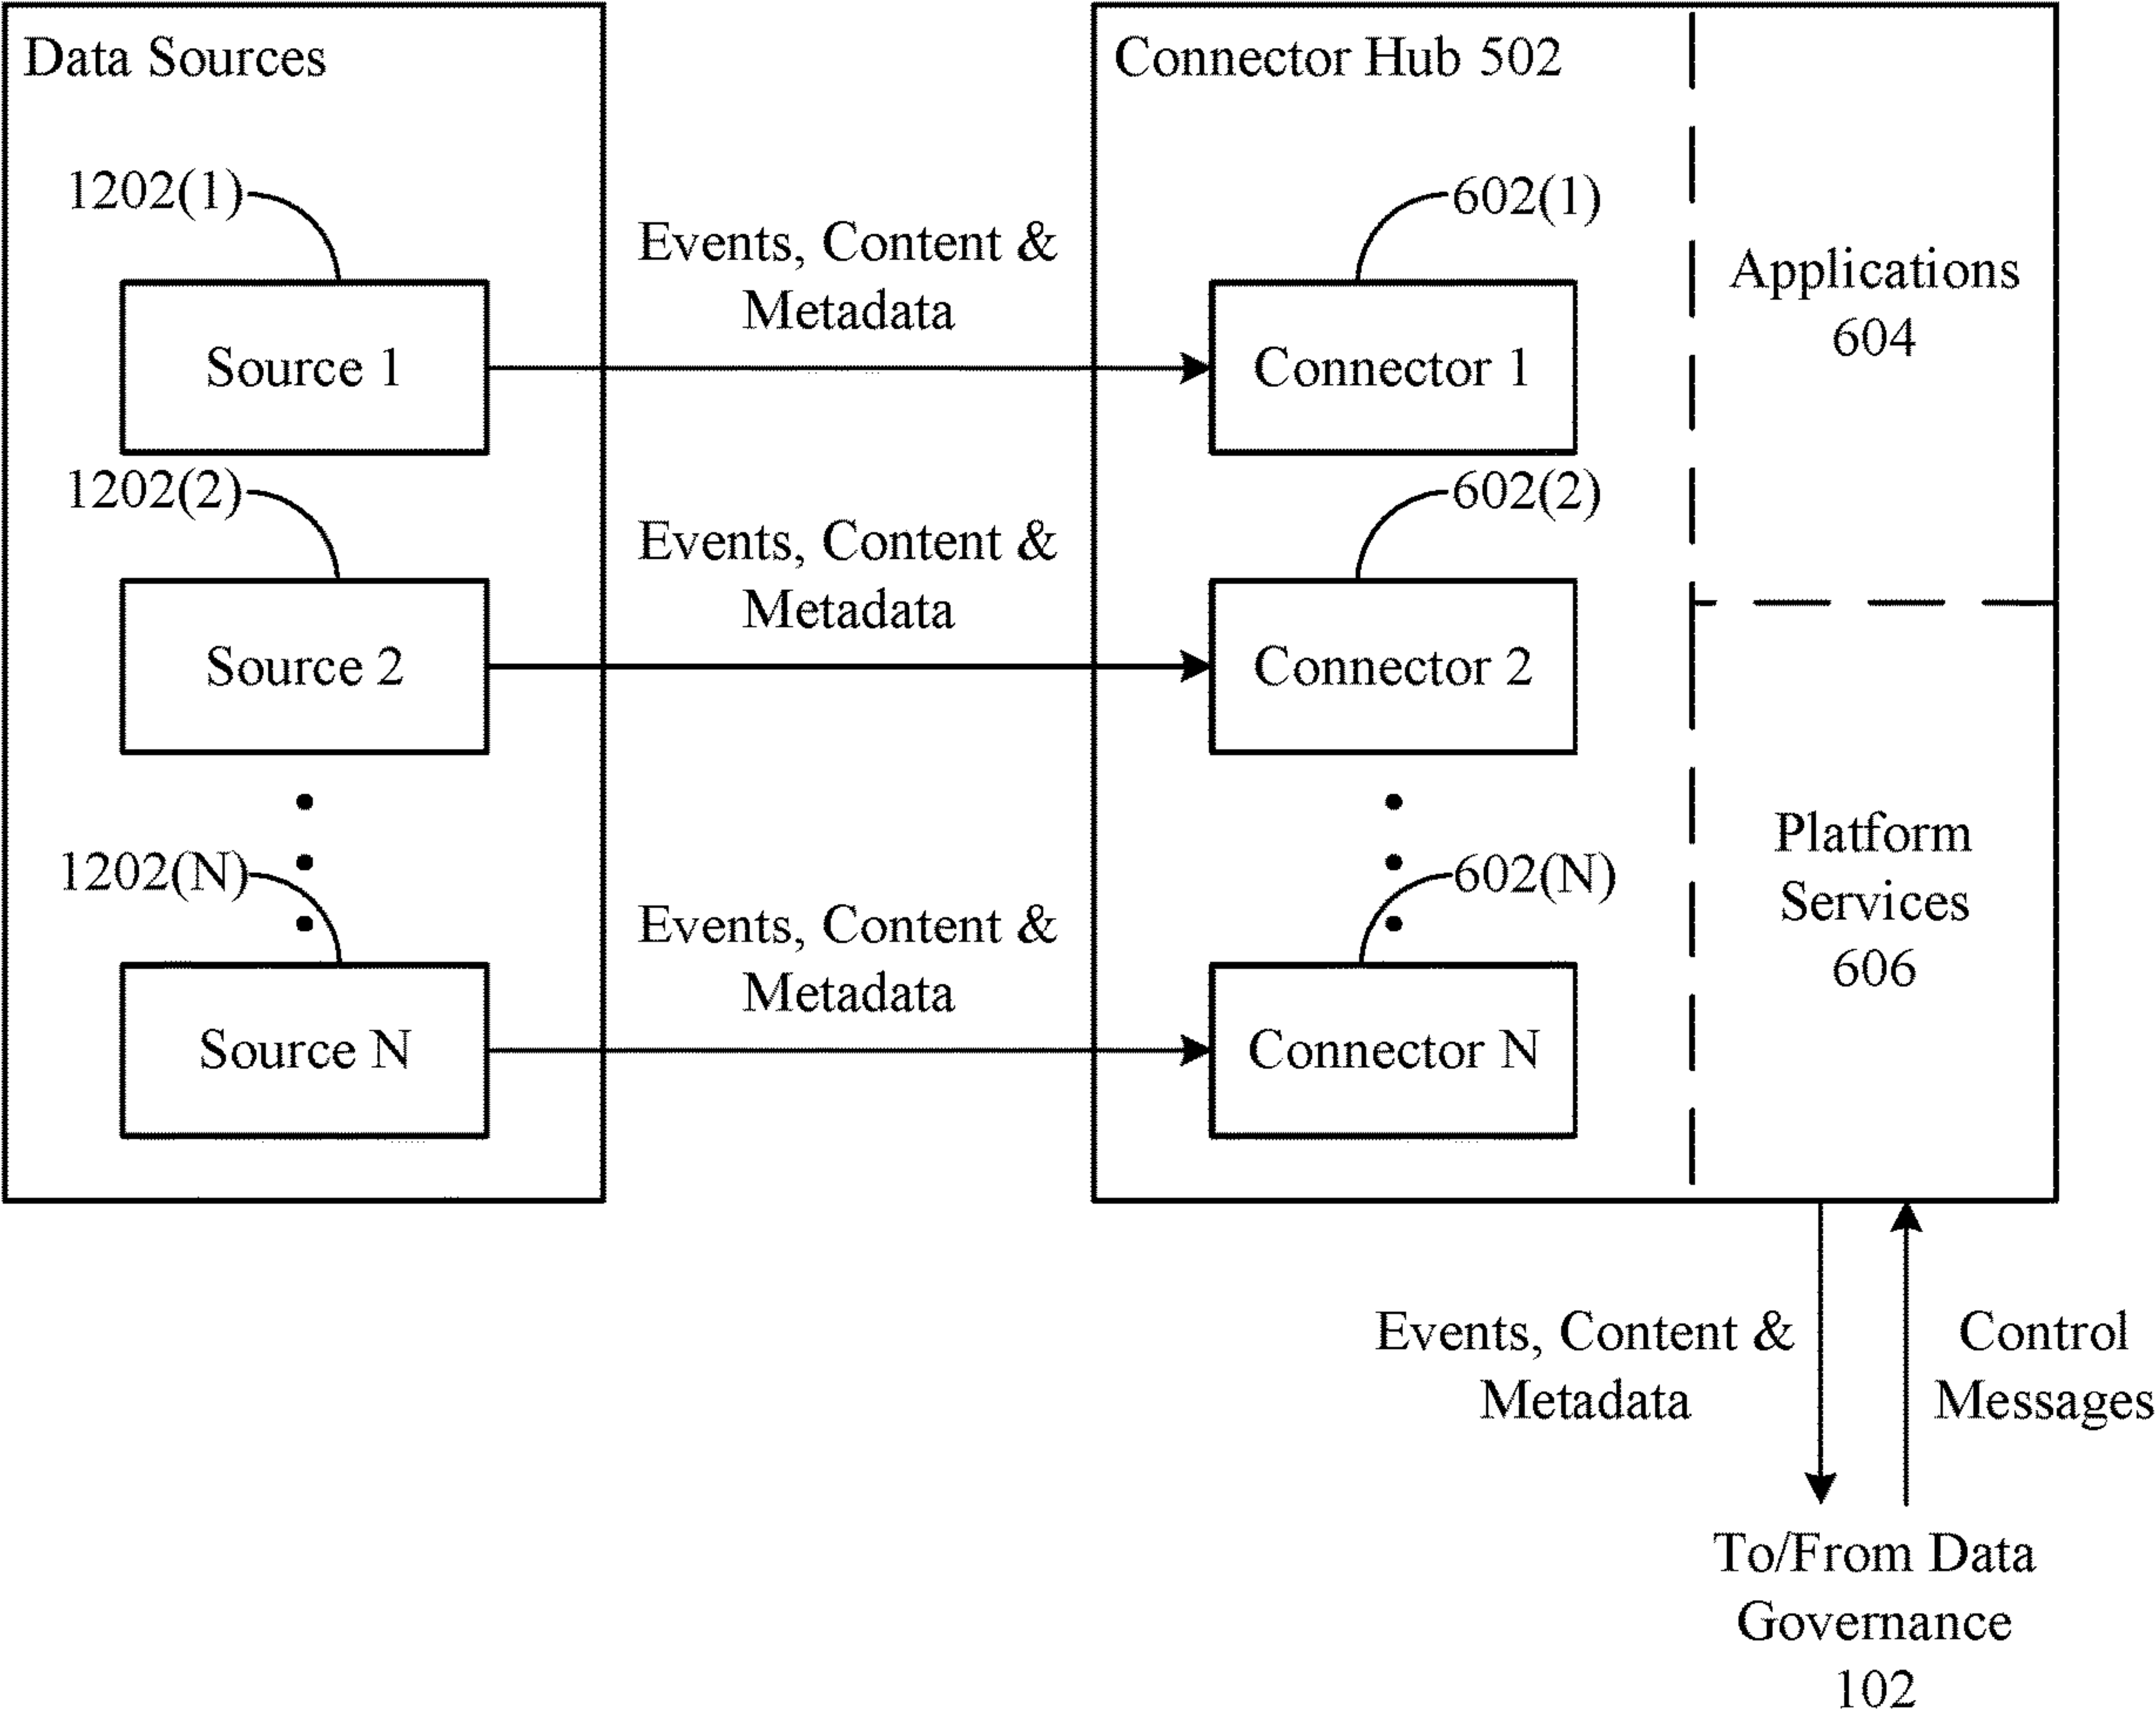 Data Sources
1202(1)
Source 1
1202(2)
Source 2
1202(N)
Source N
Events, Content &
Metadata
Events, Content &
Metadata
Events, Content &
Metadata
Connector Hub 502
602(1)
Connector 1
602(2)
Connector 2
602(N)
Connector N
Applications
604
Platform
Services
606
Events, Content &
Metadata
Control
Messages
To/From Data
Governance
102